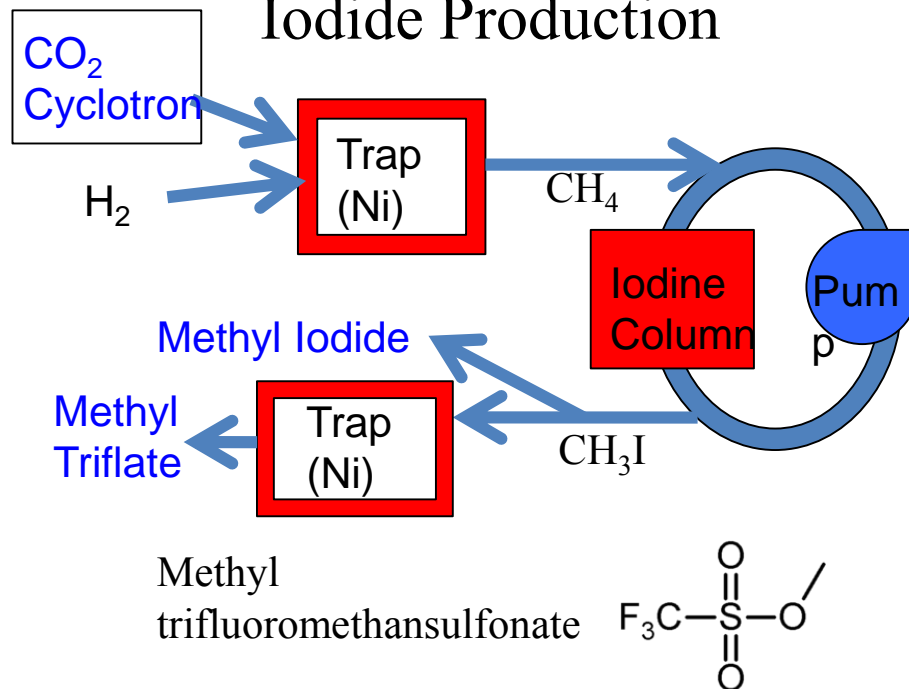 Iodide Production
CO₂
Cyclotron
H₂
Trap
(Ni)
CH₄
Iodine
Column
Pum
p
Methyl Iodide
Methyl
Triflate
Trap
(Ni)
CH₃I
Methyl
trifluoromethansulfonate
O
F₃C-S-O
O